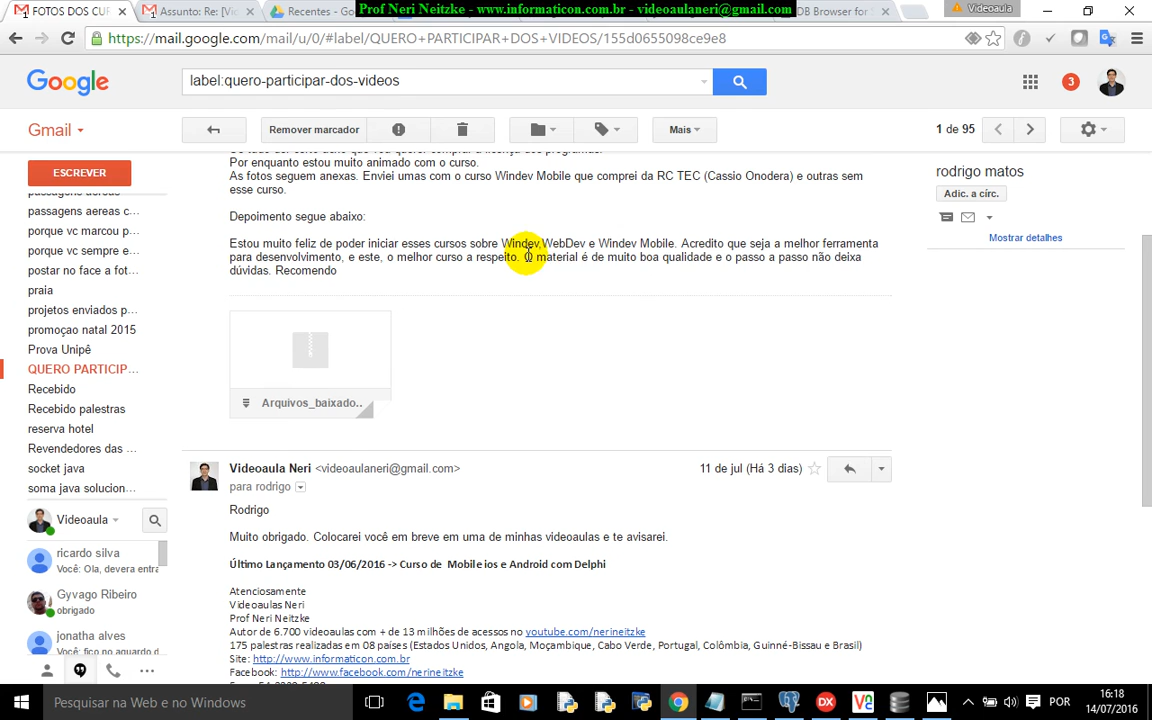 FOTOS DOS CUR
Assunto: Re: [Vid
Recentes - Go
Prof Neri Neitzke - www.informaticon.com.br - videoaulaneri@gmail.com
DB Browser for S
Videoaula
https://mail.google.com/mail/u/0/#label/QUERO+PARTICIPAR+DOS+VIDEOS/155d0655098ce9e8
Google
label:quero-participar-dos-videos
3
Gmail
Remover marcador
Mais
1 de 95
ESCREVER
passagens aereas c...
porque vc marcou p...
porque vc sempre e...
postar no face a fot...
praia
projetos enviados p...
promoçao natal 2015
Prova Unipê
QUERO PARTICIP...
Recebido
Recebido palestras
reserva hotel
Revendedores das ...
socket java
soma java solucion...
Videoaula
ricardo silva
Você: Ola, devera entra
Gyvago Ribeiro
obrigado
jonatha alves
Você: fico no aguardo d
Por enquanto estou muito animado com o curso.
As fotos seguem anexas. Enviei umas com o curso Windev Mobile que comprei da RC TEC (Cassio Onodera) e outras sem
esse curso.
Depoimento segue abaixo:
Estou muito feliz de poder iniciar esses cursos sobre Windev,WebDev e Windev Mobile. Acredito que seja a melhor ferramenta
para desenvolvimento, e este, o melhor curso a respeito. O material é de muito boa qualidade e o passo a passo não deixa
dúvidas. Recomendo
Arquivos_baixado..
Videoaula Neri <videoaulaneri@gmail.com>
11 de jul (Há 3 dias)
para rodrigo
Rodrigo
Muito obrigado. Colocarei você em breve em uma de minhas videoaulas e te avisarei.
Último Lançamento 03/06/2016 -> Curso de Mobile ios e Android com Delphi
Atenciosamente
Videoaulas Neri
Prof Neri Neitzke
Autor de 6.700 videoaulas com + de 13 milhões de acessos no youtube.com/nerineitzke
175 palestras realizadas em 08 países (Estados Unidos, Angola, Moçambique, Cabo Verde, Portugal, Colômbia, Guinné-Bissau e Brasil)
Site: http://www.informaticon.com.br
Facebook: http://www.facebook.com/nerineitzke
rodrigo matos
Adic. a círc.
Mostrar detalhes
Pesquisar na Web e no Windows
POR
16:18
14/07/2016